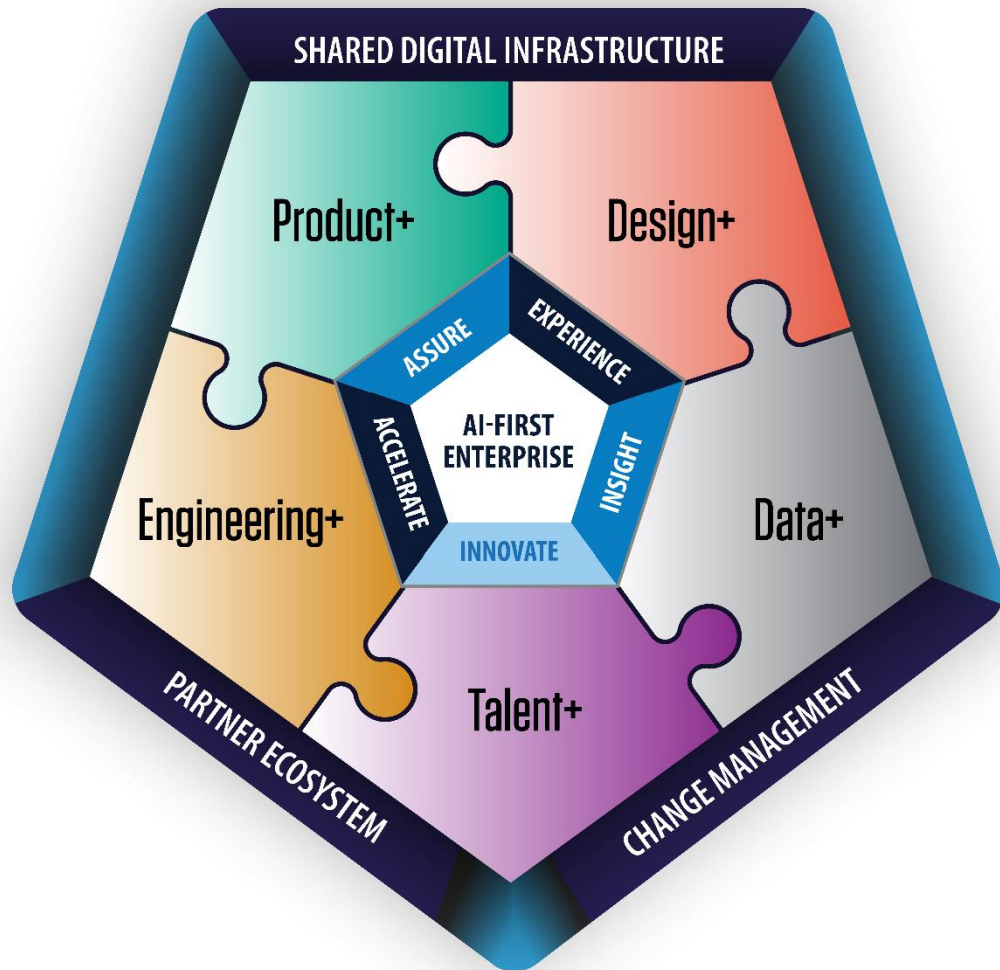 SHARED DIGITAL INFRASTRUCTURE
Product+
Design+
ASSURE
EXPERIENCE
AI-FIRST
ENTERPRISE
ACCELERATE
INSIGHT
INNOVATE
Engineering+
Data+
Talent+
PARTNER ECOSYSTEM
CHANGE MANAGEMENT